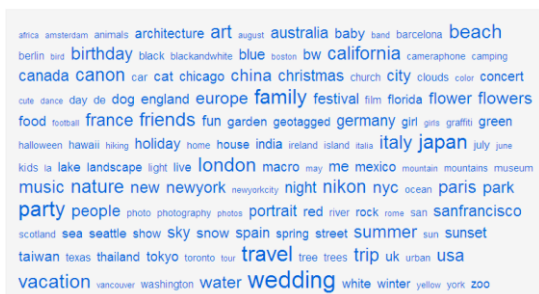 africa amsterdam animals architecture art august australia baby band barcelona beach
berlin bird birthday black blackandwhite blue boston bw california cameraphone camping
canada canon car cat chicago china christmas church city clouds color concert
cute dance day de dog england europe family festival film florida flower flowers
food football france friends fun garden geotagged germany girl girls graffiti green
halloween hawaii hiking holiday home house india ireland island italia italy japan july june
kids la lake landscape light live london macro may me mexico mountain mountains museum
music nature new newyork newyorkcity night nikon nyc ocean paris park
party people photo photography photos portrait red river rock rome san sanfrancisco
scotland sea seattle show sky snow spain spring street summer sun sunset
taiwan texas thailand tokyo toronto tour travel tree trees trip uk urban usa
vacation vancouver washington water wedding white winter yellow york zoo